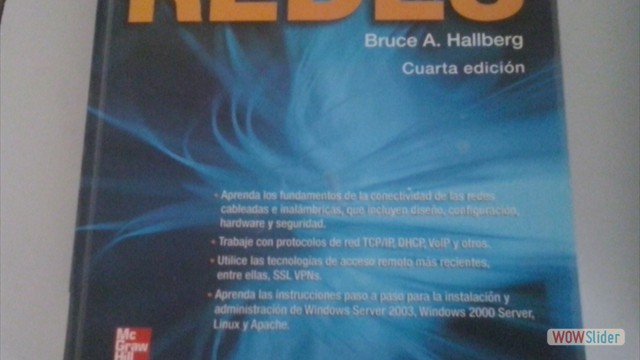 REDES
Bruce A. Hallberg
Cuarta edición
• Aprenda los fundamentos de la conectividad de las redes
cableadas e inalámbricas, que incluyen diseño, configuración,
hardware y seguridad.
• Trabaje con protocolos de red TCP/IP, DHCP, VoIP y otros.
• Utilice las tecnologías de acceso remoto más recientes,
entre ellas, SSL VPNs.
• Aprenda las instrucciones paso a paso para la instalación y
administración de Windows Server 2003, Windows 2000 Server,
Linux y Apache.
Mc
Graw
Hill
WOWSlider